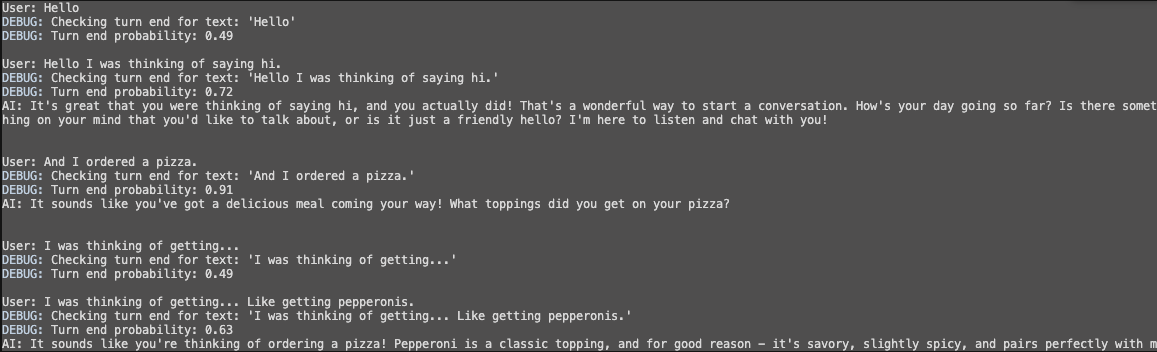 User: Hello
DEBUG: Checking turn end for text: 'Hello'
DEBUG: Turn end probability: 0.49
User: Hello I was thinking of saying hi.
DEBUG: Checking turn end for text: 'Hello I was thinking of saying hi.'
DEBUG: Turn end probability: 0.72
AI: It's great that you were thinking of saying hi, and you actually did! That's a wonderful way to start a conversation. How's your day going so far? Is there somet
hing on your mind that you'd like to talk about, or is it just a friendly hello? I'm here to listen and chat with you!
User: And I ordered a pizza.
DEBUG: Checking turn end for text: 'And I ordered a pizza.'
DEBUG: Turn end probability: 0.91
AI: It sounds like you've got a delicious meal coming your way! What toppings did you get on your pizza?
User: I was thinking of getting...
DEBUG: Checking turn end for text: 'I was thinking of getting...'
DEBUG: Turn end probability: 0.49
User: I was thinking of getting... Like getting pepperonis.
DEBUG: Checking turn end for text: 'I was thinking of getting... Like getting pepperonis.'
DEBUG: Turn end probability: 0.63
AI: It sounds like you're thinking of ordering a pizza! Pepperoni is a classic topping, and for good reason - it's savory, slightly spicy, and pairs perfectly with m